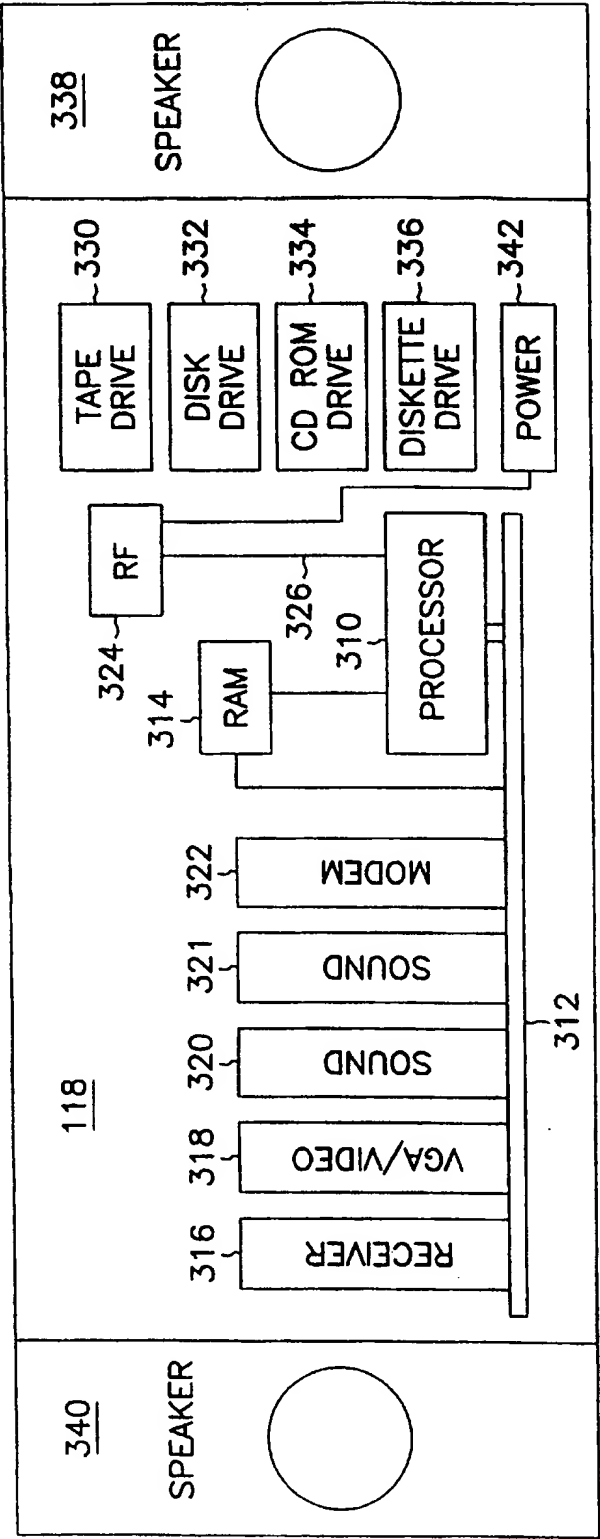 340
SPEAKER
118
316
RECEIVER
318
VGA/VIDEO
320
SOUND
321
SOUND
322
MODEM
312
314
RAM
324
RF
326
310
PROCESSOR
TAPE
DRIVE
330
DISK
DRIVE
332
CD ROM
DRIVE
334
DISKETTE
DRIVE
336
POWER
342
338
SPEAKER